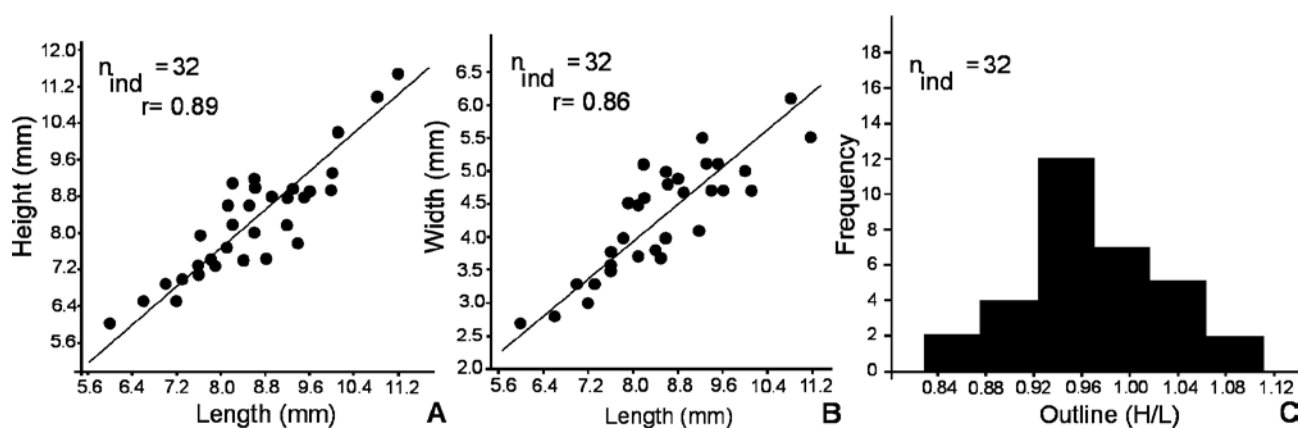 Height (mm)
12.0
11.2
10.4
9.6
8.8
8.0
7.2
6.4
5.6
n ind = 32
r= 0.89
5.6 6.4 7.2 8.0 8.8 9.6 10.4 11.2
Length (mm)
A
Width (mm)
6.5
6.0
5.5
5.0
4.5
4.0
3.5
3.0
2.0
n ind = 32
r= 0.86
5.6 6.4 7.2 8.0 8.8 9.6 10.4 11.2
Length (mm)
B
Frequency
18
16
14
12
10
8
6
4
2
0
n ind = 32
0.84 0.88 0.92 0.96 1.00 1.04 1.08 1.12
Outline (H/L)
C